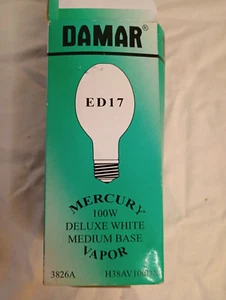 DAMAR®
ED17
MERCURY
100W
DELUXE WHITE
MEDIUM BASE
VAPOR
3826A